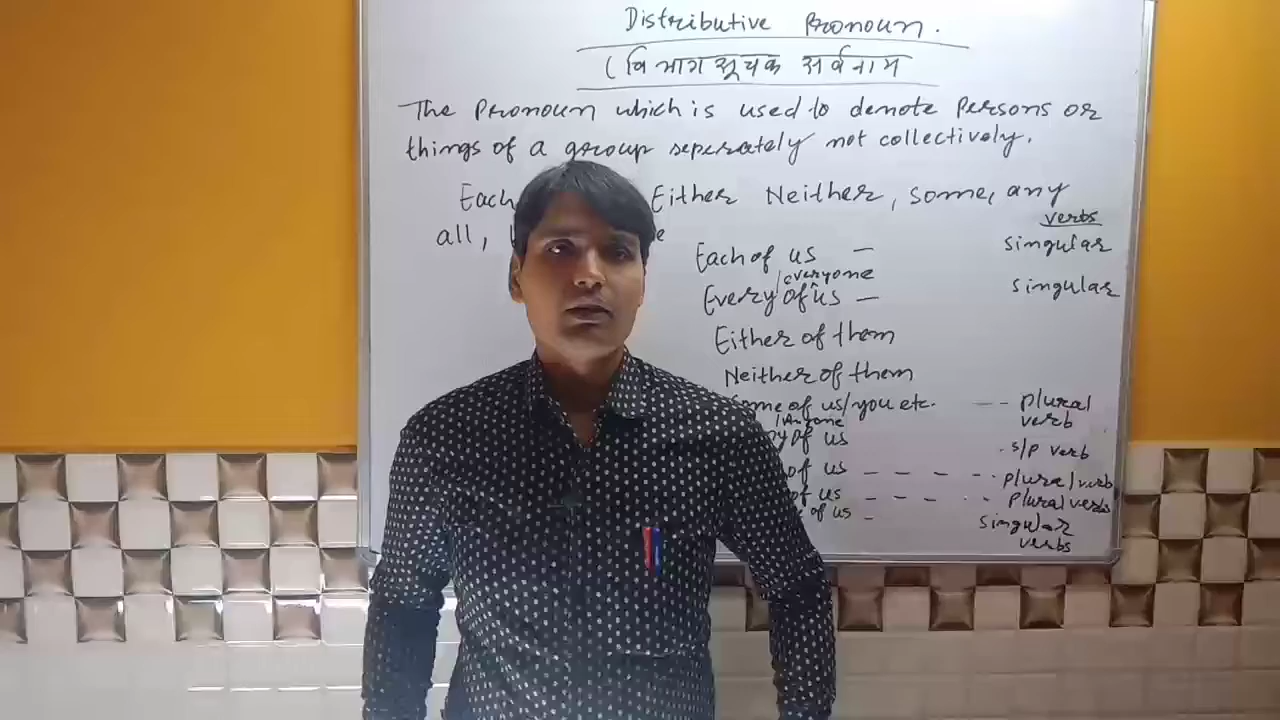 Distributive Pronoun.
(विभागसूचक सर्वनाम
The Pronoun which is used to denote Persons or
things of a group seperately not collectively.
Each Either Neither, some, any
all,
verbs
Each of us — singular
/everyone
Every of us — singular
Either of them
Neither of them
of us/you etc. --- plural
verb
/Anyone
of us s/p verb
of us ---- plural verb
of us ---- plural verbs
of us - singular
verbs